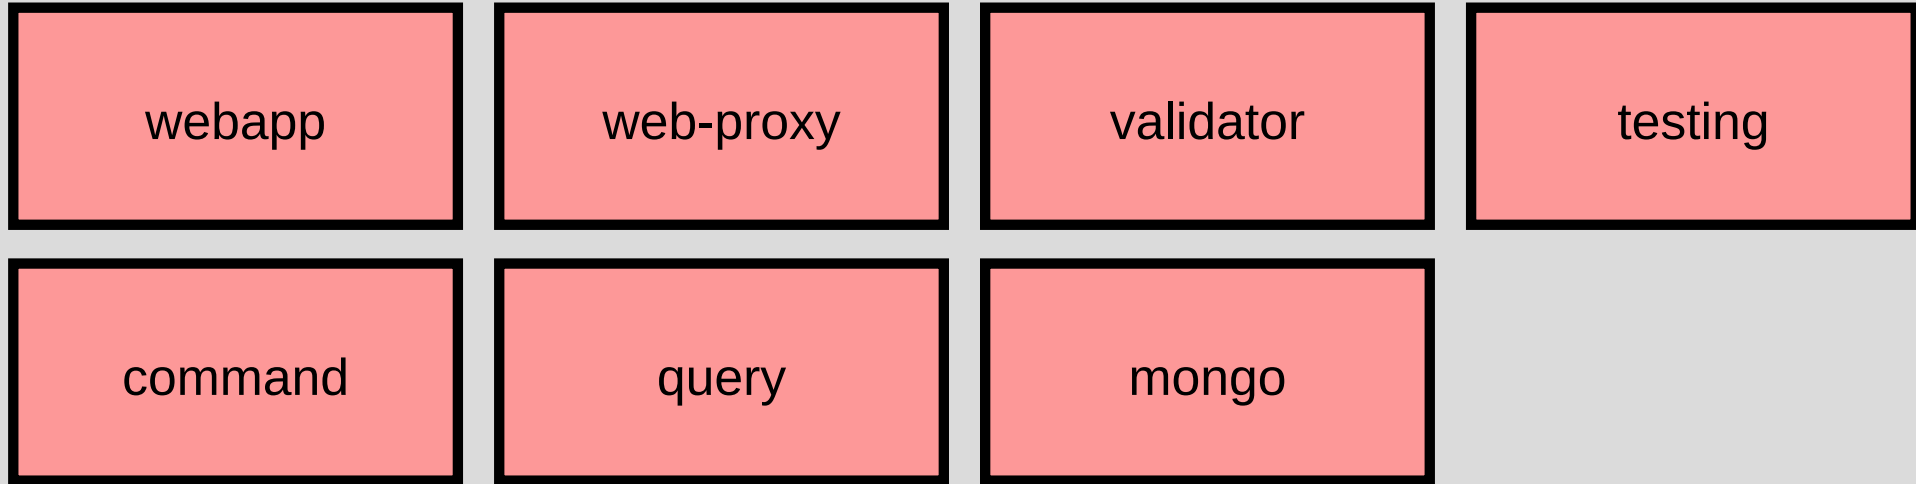 webapp
web-proxy
validator
testing
command
query
mongo